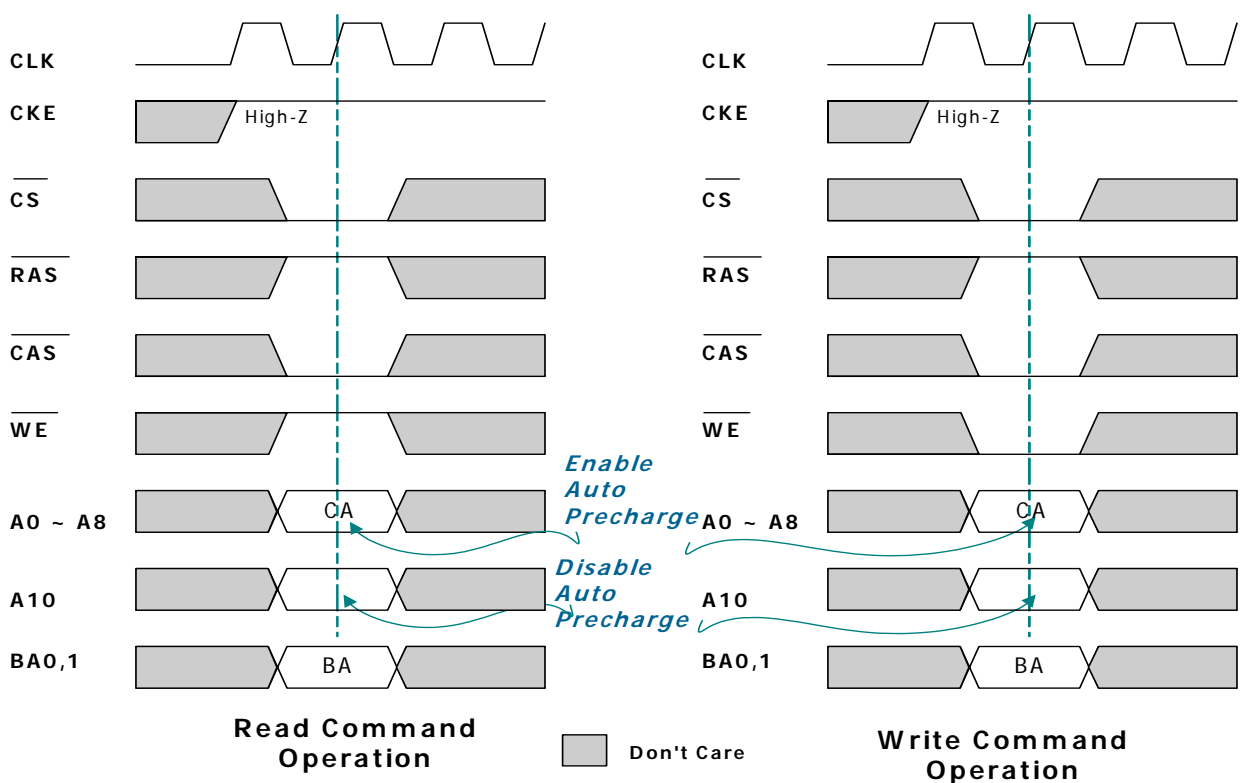 CLK
CKE
High-Z
CS
RAS
CAS
WE
A0 ~ A8
CA
A10
BA0,1
BA
Read Command
Operation
Enable
Auto
Precharge
Disable
Auto
Precharge
Don't Care
CLK
CKE
High-Z
CS
RAS
CAS
WE
A0 ~ A8
CA
A10
BA0,1
BA
Write Command
Operation